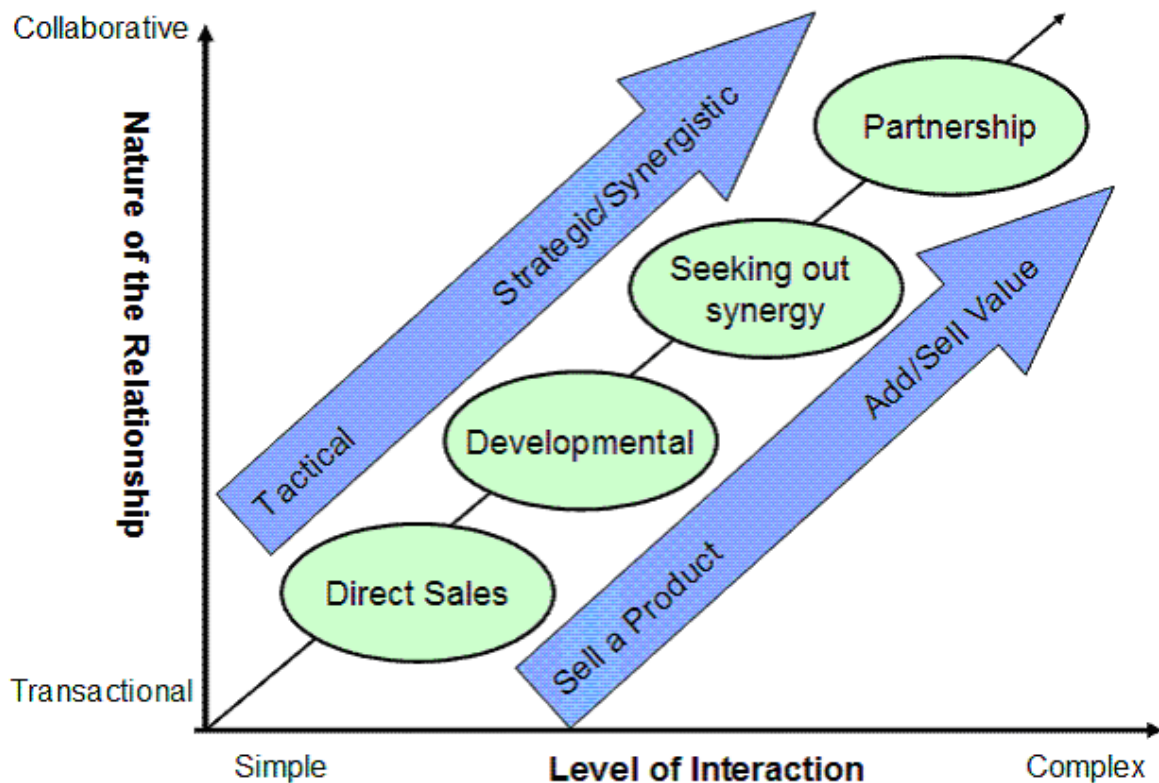 Collaborative
Nature of the Relationship
Transactional
Tactical
Strategic/Synergistic
Partnership
Seeking out
synergy
Developmental
Direct Sales
Sell a Product
Add/Sell Value
Simple
Level of Interaction
Complex